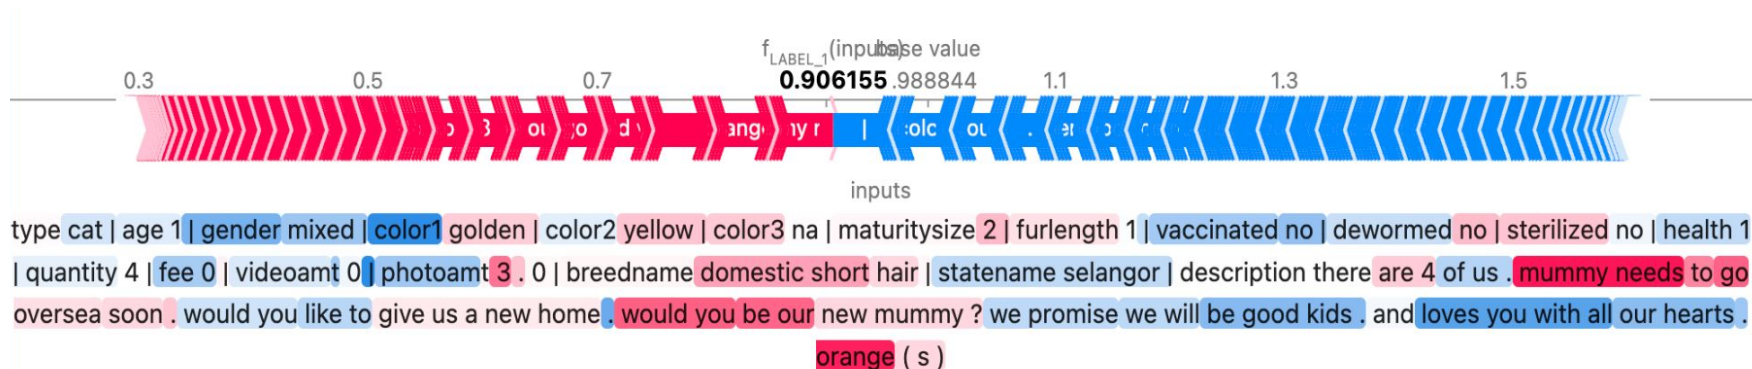 f LABEL_1 (inputs) base value
0.3 0.5 0.7 0.906155 .988844 1.1 1.3 1.5
inputs
type cat | age 1 | gender mixed | color1 golden | color2 yellow | color3 na | maturitysize 2 | furlength 1 | vaccinated no | dewormed no | sterilized no | health 1
| quantity 4 | fee 0 | videoamt 0 | photoamt 3 . 0 | breedname domestic short hair | statename selangor | description there are 4 of us . mummy needs to go
oversea soon . would you like to give us a new home . would you be our new mummy ? we promise we will be good kids . and loves you with all our hearts .
orange ( s )